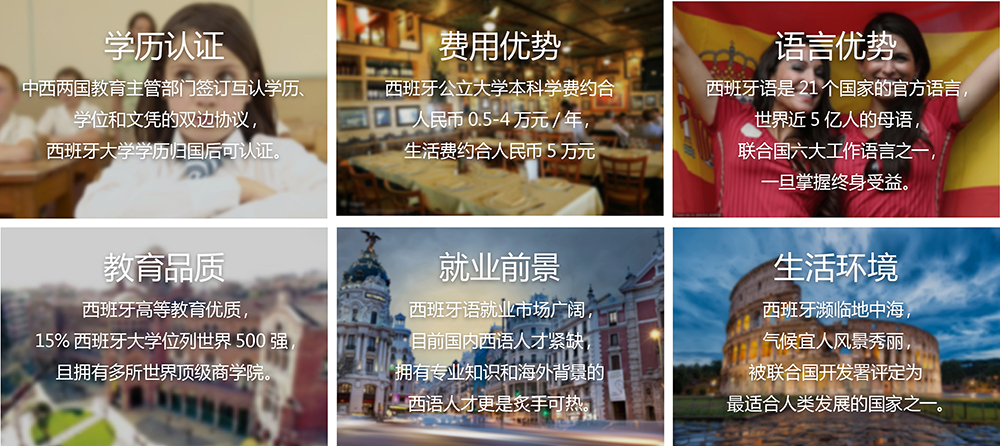 学历认证
中西两国教育主管部门签订互认学历、
学位和文凭的双边协议，
西班牙大学学历归国后可认证。
费用优势
西班牙公立大学本科学费约合
人民币 0.5-4 万元 / 年，
生活费约合人民币 5 万元
语言优势
西班牙语是 21 个国家的官方语言，
世界近 5 亿人的母语，
联合国六大工作语言之一，
一旦掌握终身受益。
教育品质
西班牙高等教育优质，
15% 西班牙大学位列世界 500 强，
且拥有多所世界顶级商学院。
就业前景
西班牙语就业市场广阔，
目前国内西语人才紧缺，
拥有专业知识和海外背景的
西语人才更是炙手可热。
生活环境
西班牙濒临地中海，
气候宜人风景秀丽，
被联合国开发署评定为
最适合人类发展的国家之一。